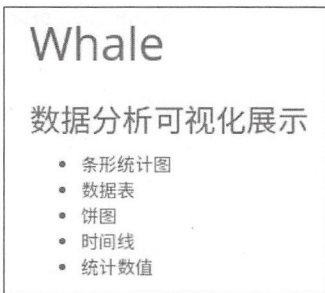 Whale
数据分析可视化展示
条形统计图
数据表
饼图
时间线
统计数值